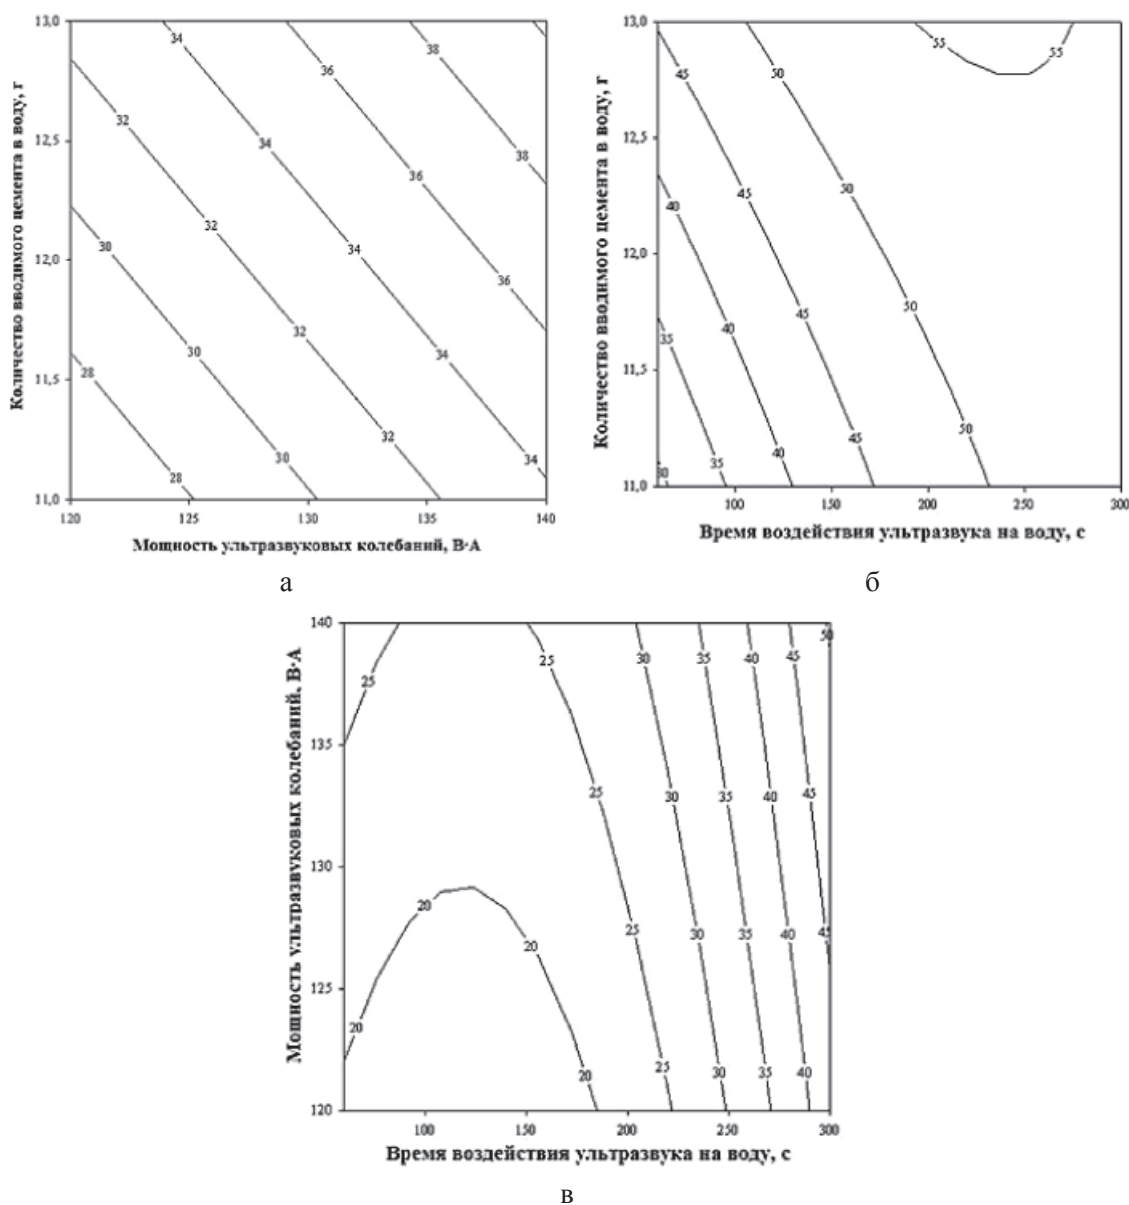 Количество вводимого цемента в воду, г
13,0
12,5
12,0
11,5
11,0
34 36 38
32 34 38
30 32 34 36 36
28 30 32 34
28 30 32 34
120 125 130 135 140
Мощность ультразвуковых колебаний, В·А
а
Количество вводимого цемента в воду, г
13,0
12,5
12,0
11,5
11,0
45 50 55 55
40 45 50
35 40 45 50
30 35 40 45 50
100 150 200 250 300
Время воздействия ультразвука на воду, с
б
Мощность ультразвуковых колебаний, В·А
140
135
130
125
120
25 25 30 35 40 45 50
25 30 35 40 45
20 20 25 30 35 40 45
20 20 25 30 35 40
100 150 200 250 300
Время воздействия ультразвука на воду, с
в